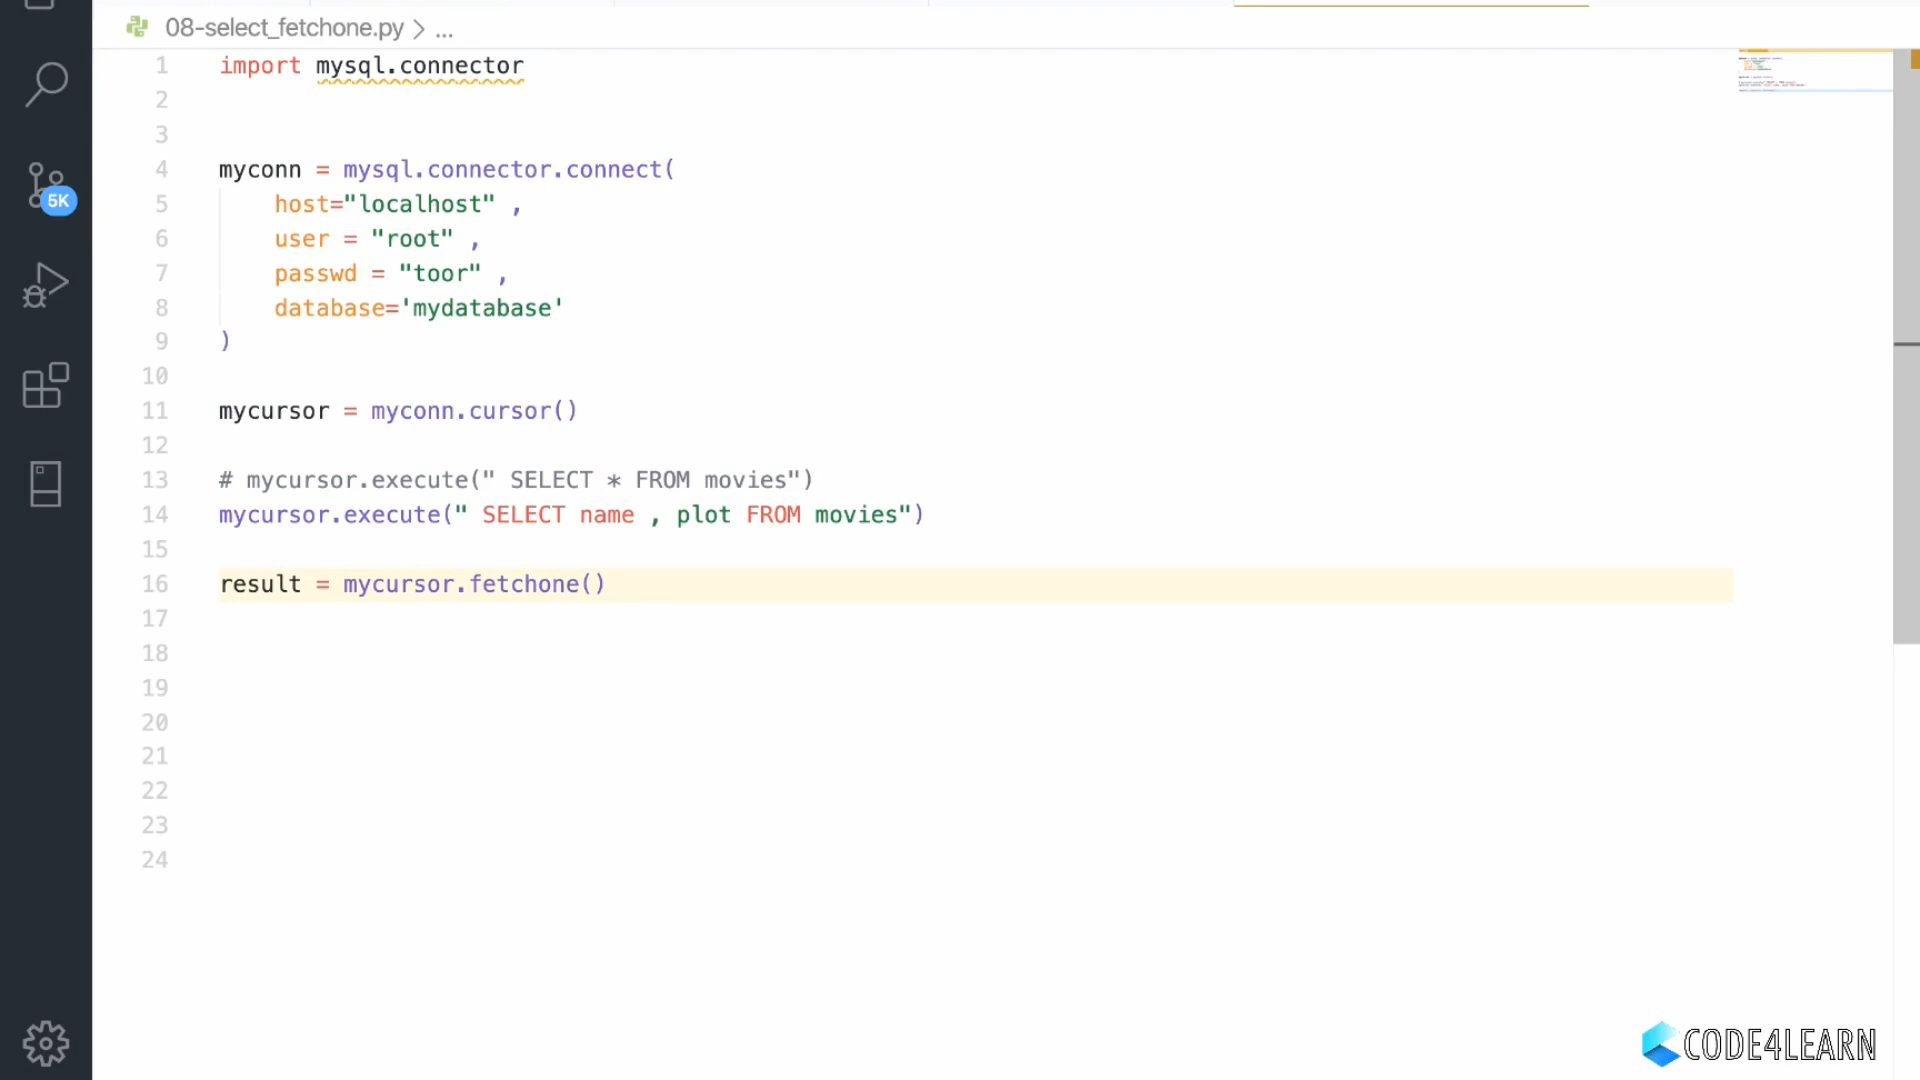 08-select_fetchone.py > ...
1 import mysql.connector
2
3
4 myconn = mysql.connector.connect(
5     host="localhost" ,
6     user = "root" ,
7     passwd = "toor" ,
8     database='mydatabase'
9 )
10
11 mycursor = myconn.cursor()
12
13 # mycursor.execute(" SELECT * FROM movies")
14 mycursor.execute(" SELECT name , plot FROM movies")
15
16 result = mycursor.fetchone()
17
18
19
20
21
22
23
24
5K
CODE4LEARN